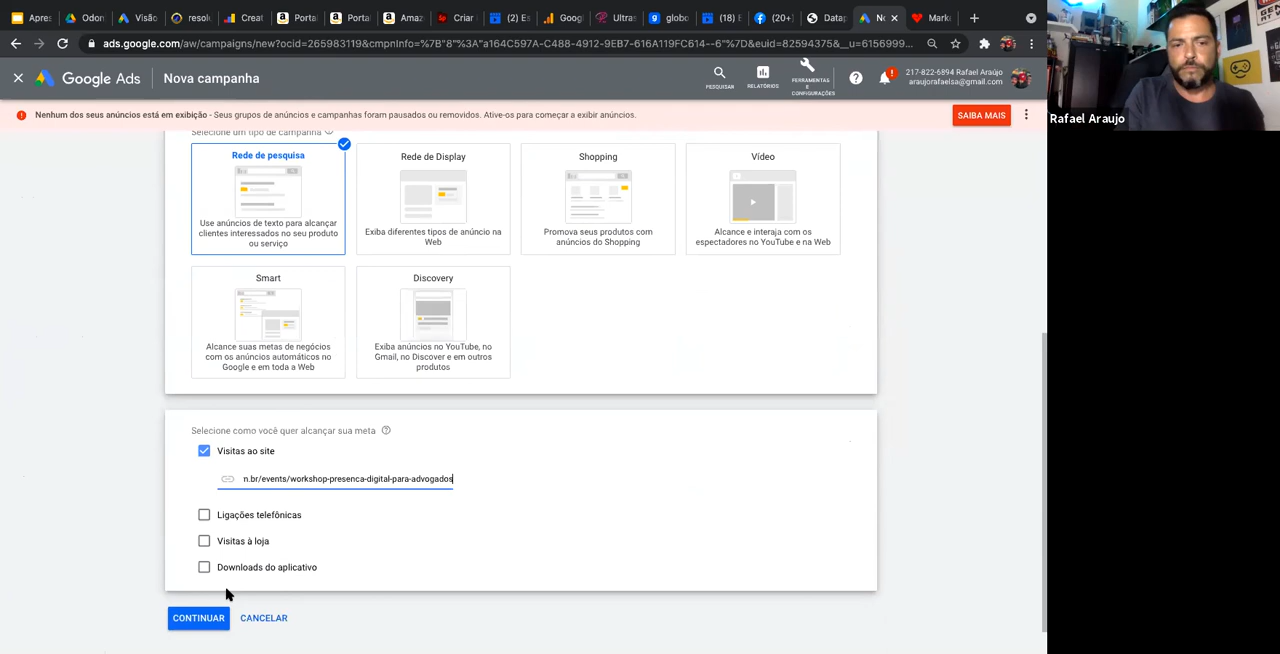 Apres
Odon
Visão
resolu
Creat
Porta
Porta
Amaz
Criar
(2) Es
Goog
Ultras
globo
(18) E
(20+)
Datap
No
Mark
ads.google.com/aw/campaigns/new?ocid=265983119&cmpnInfo=%7B"8"%3A"a164C597A-C488-4912-9EB7-616A119FC614--6"%7D&euid=82594375&__u=6156999...
Google Ads
Nova campanha
PESQUISAR
RELATÓRIOS
FERRAMENTAS
E
CONFIGURAÇÕES
217-822-6894 Rafael Araújo
araujorafaelsa@gmail.com
Nenhum dos seus anúncios está em exibição - Seus grupos de anúncios e campanhas foram pausados ou removidos. Ative-os para começar a exibir anúncios.
SAIBA MAIS
Rafael Araujo
Selecione um tipo de campanha
Rede de pesquisa
Use anúncios de texto para alcançar
clientes interessados no seu produto
ou serviço
Rede de Display
Exiba diferentes tipos de anúncio na
Web
Shopping
Promova seus produtos com
anúncios do Shopping
Vídeo
Alcance e interaja com os
espectadores no YouTube e na Web
Smart
Alcance suas metas de negócios
com os anúncios automáticos no
Google e em toda a Web
Discovery
Exiba anúncios no YouTube, no
Gmail, no Discover e em outros
produtos
Selecione como você quer alcançar sua meta
Visitas ao site
n.br/events/workshop-presenca-digital-para-advogados
Ligações telefônicas
Visitas à loja
Downloads do aplicativo
CONTINUAR
CANCELAR